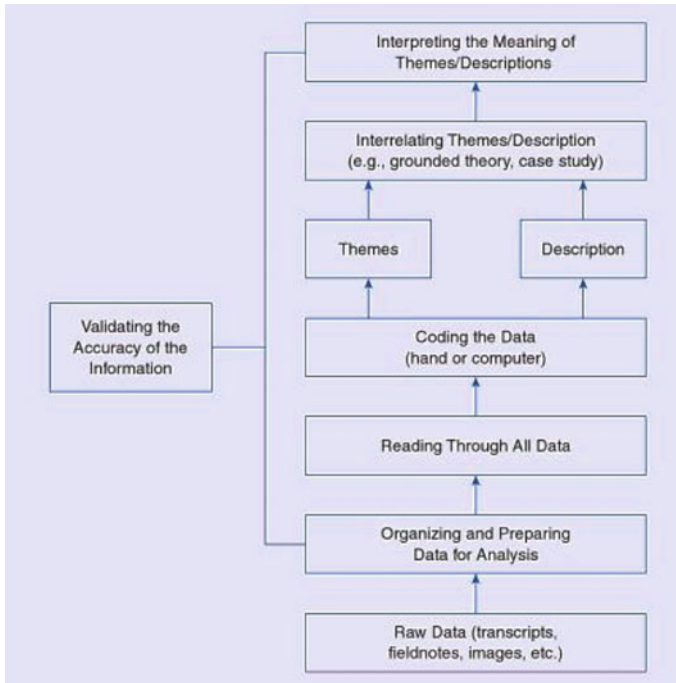 Interpreting the Meaning of
Themes/Descriptions
Interrelating Themes/Description
(e.g., grounded theory, case study)
Themes
Description
Validating the
Accuracy of the
Information
Coding the Data
(hand or computer)
Reading Through All Data
Organizing and Preparing
Data for Analysis
Raw Data (transcripts,
fieldnotes, images, etc.)